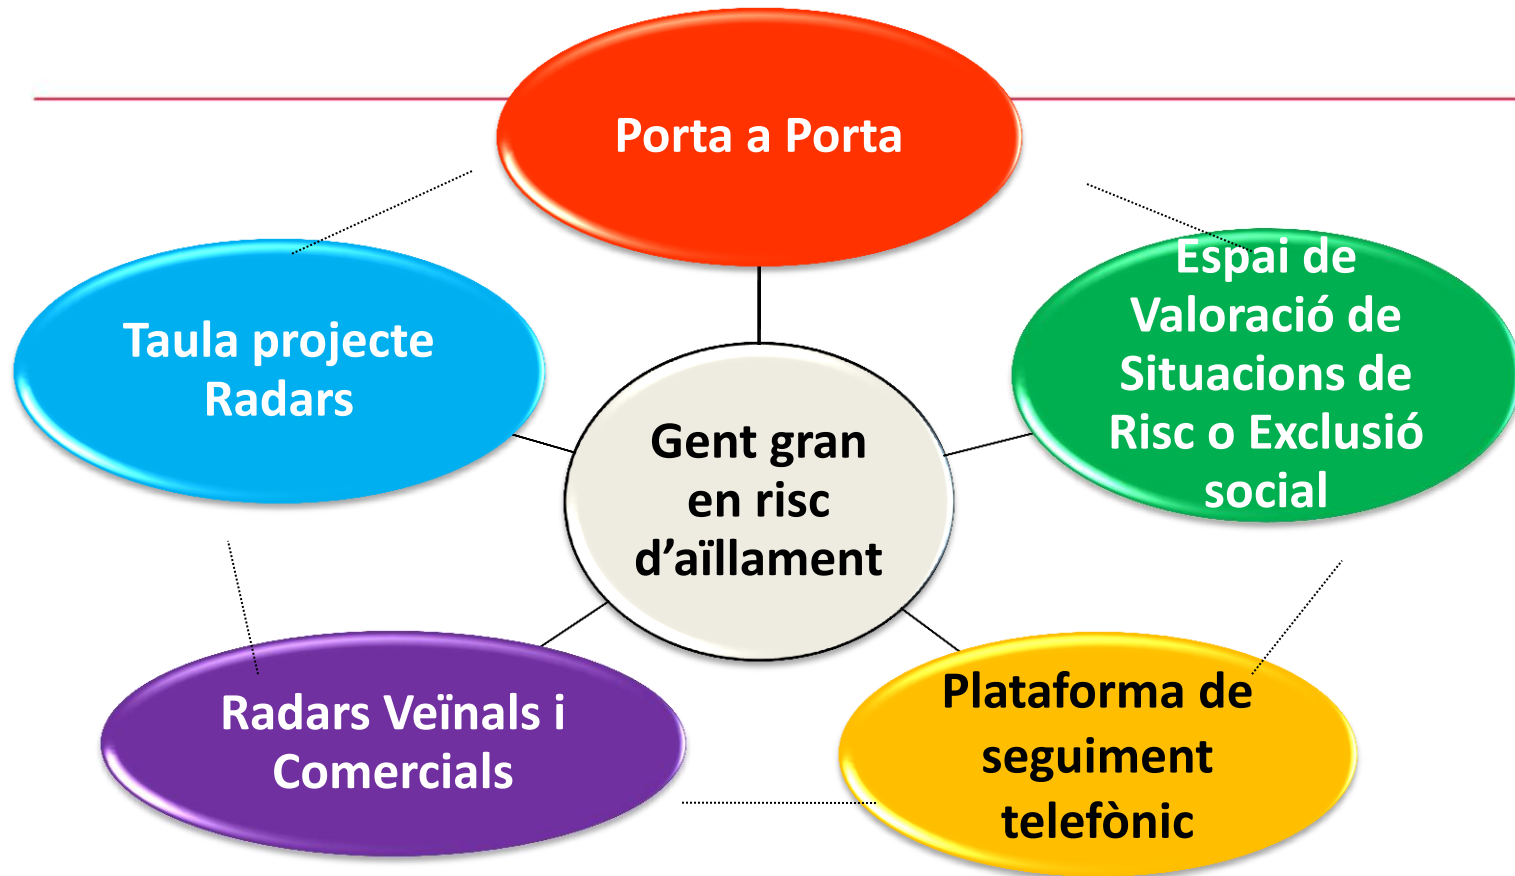 Porta a Porta
Taula projecte
Radars
Espai de
Valoració de
Situacions de
Risc o Exclusió
social
Gent gran
en risc
d’aïllament
Radars Veïnals i
Comercials
Plataforma de
seguiment
telefònic